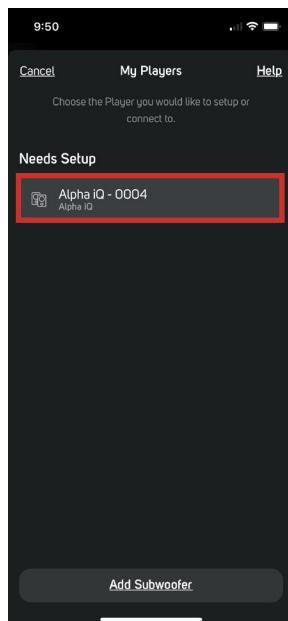 9:50
Cancel My Players Help
Choose the Player you would like to setup or
connect to.
Needs Setup
Alpha iQ - 0004
Alpha iQ
Add Subwoofer